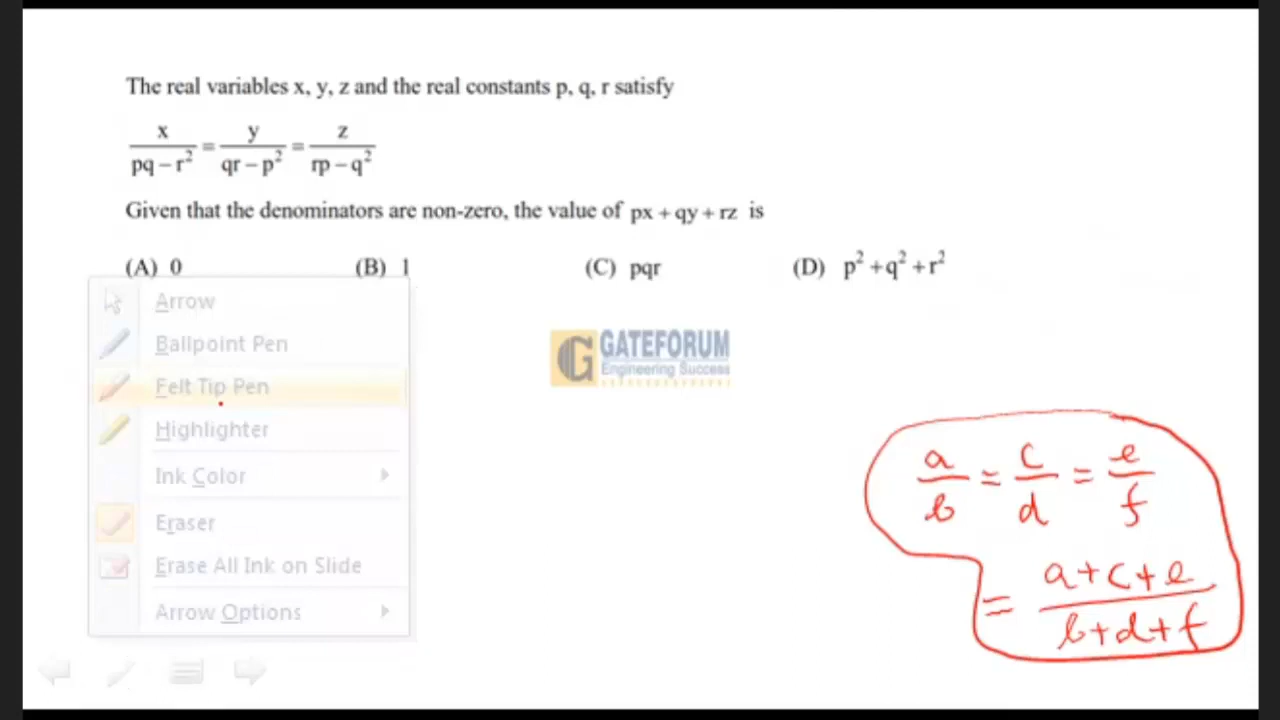 The real variables x, y, z and the real constants p, q, r satisfy
x/(pq − r²) = y/(qr − p²) = z/(rp − q²)
Given that the denominators are non-zero, the value of px + qy + rz is
(A) 0 (B) 1 (C) pqr (D) p² + q² + r²
Arrow
Ballpoint Pen
Felt Tip Pen
Highlighter
Ink Color
Eraser
Erase All Ink on Slide
Arrow Options
GATEFORUM
Engineering Success
a/b = c/d = e/f
= (a+c+e)/(b+d+f)